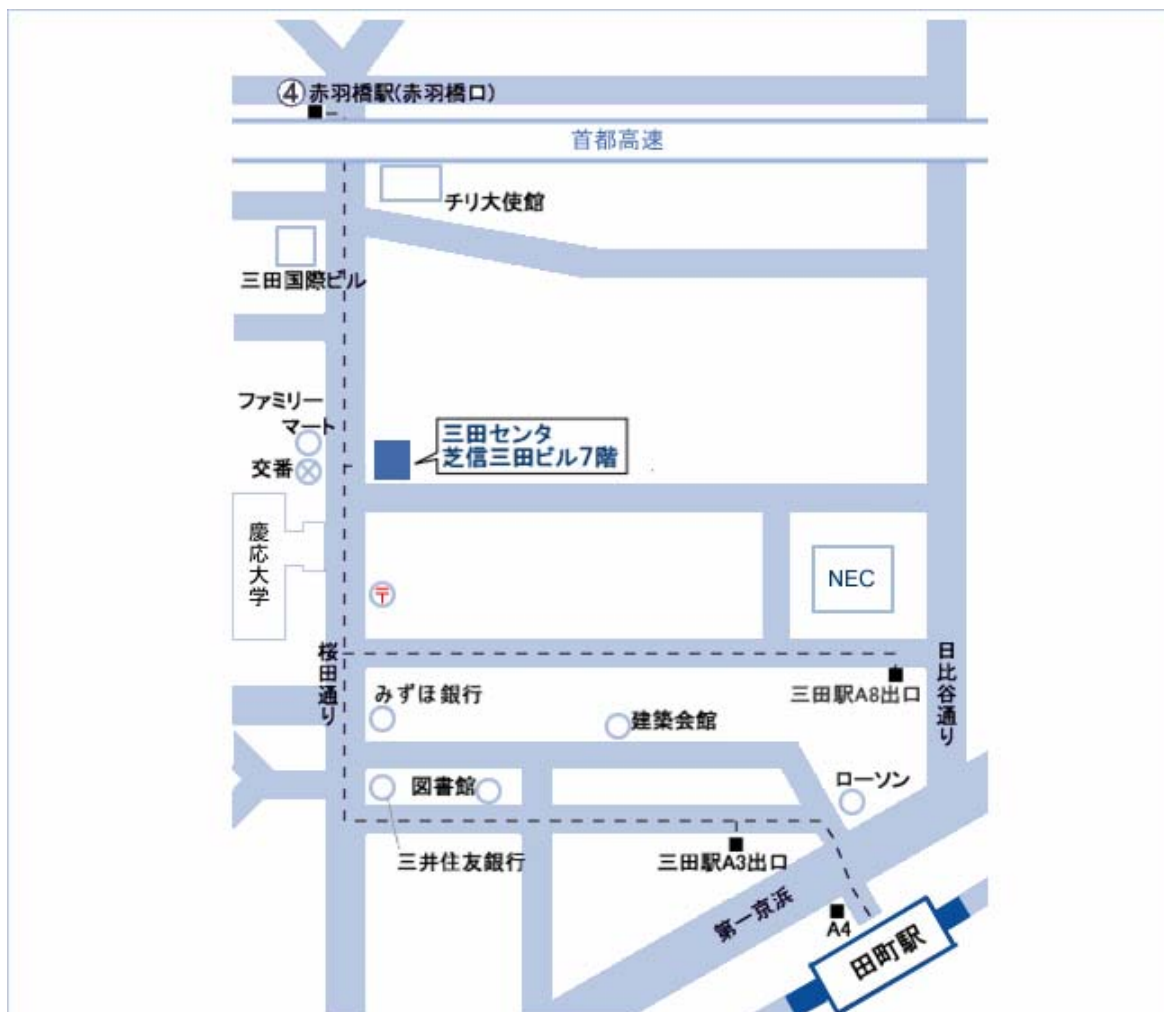 ④赤羽橋駅(赤羽橋口)
首都高速
チリ大使館
三田国際ビル
ファミリー
マート
三田センタ
芝信三田ビル7階
交番
慶応大学
〒
NEC
桜田通り
日比谷通り
三田駅A8出口
みずほ銀行
建築会館
図書館
ローソン
三井住友銀行
三田駅A3出口
第一京浜
A4
田町駅